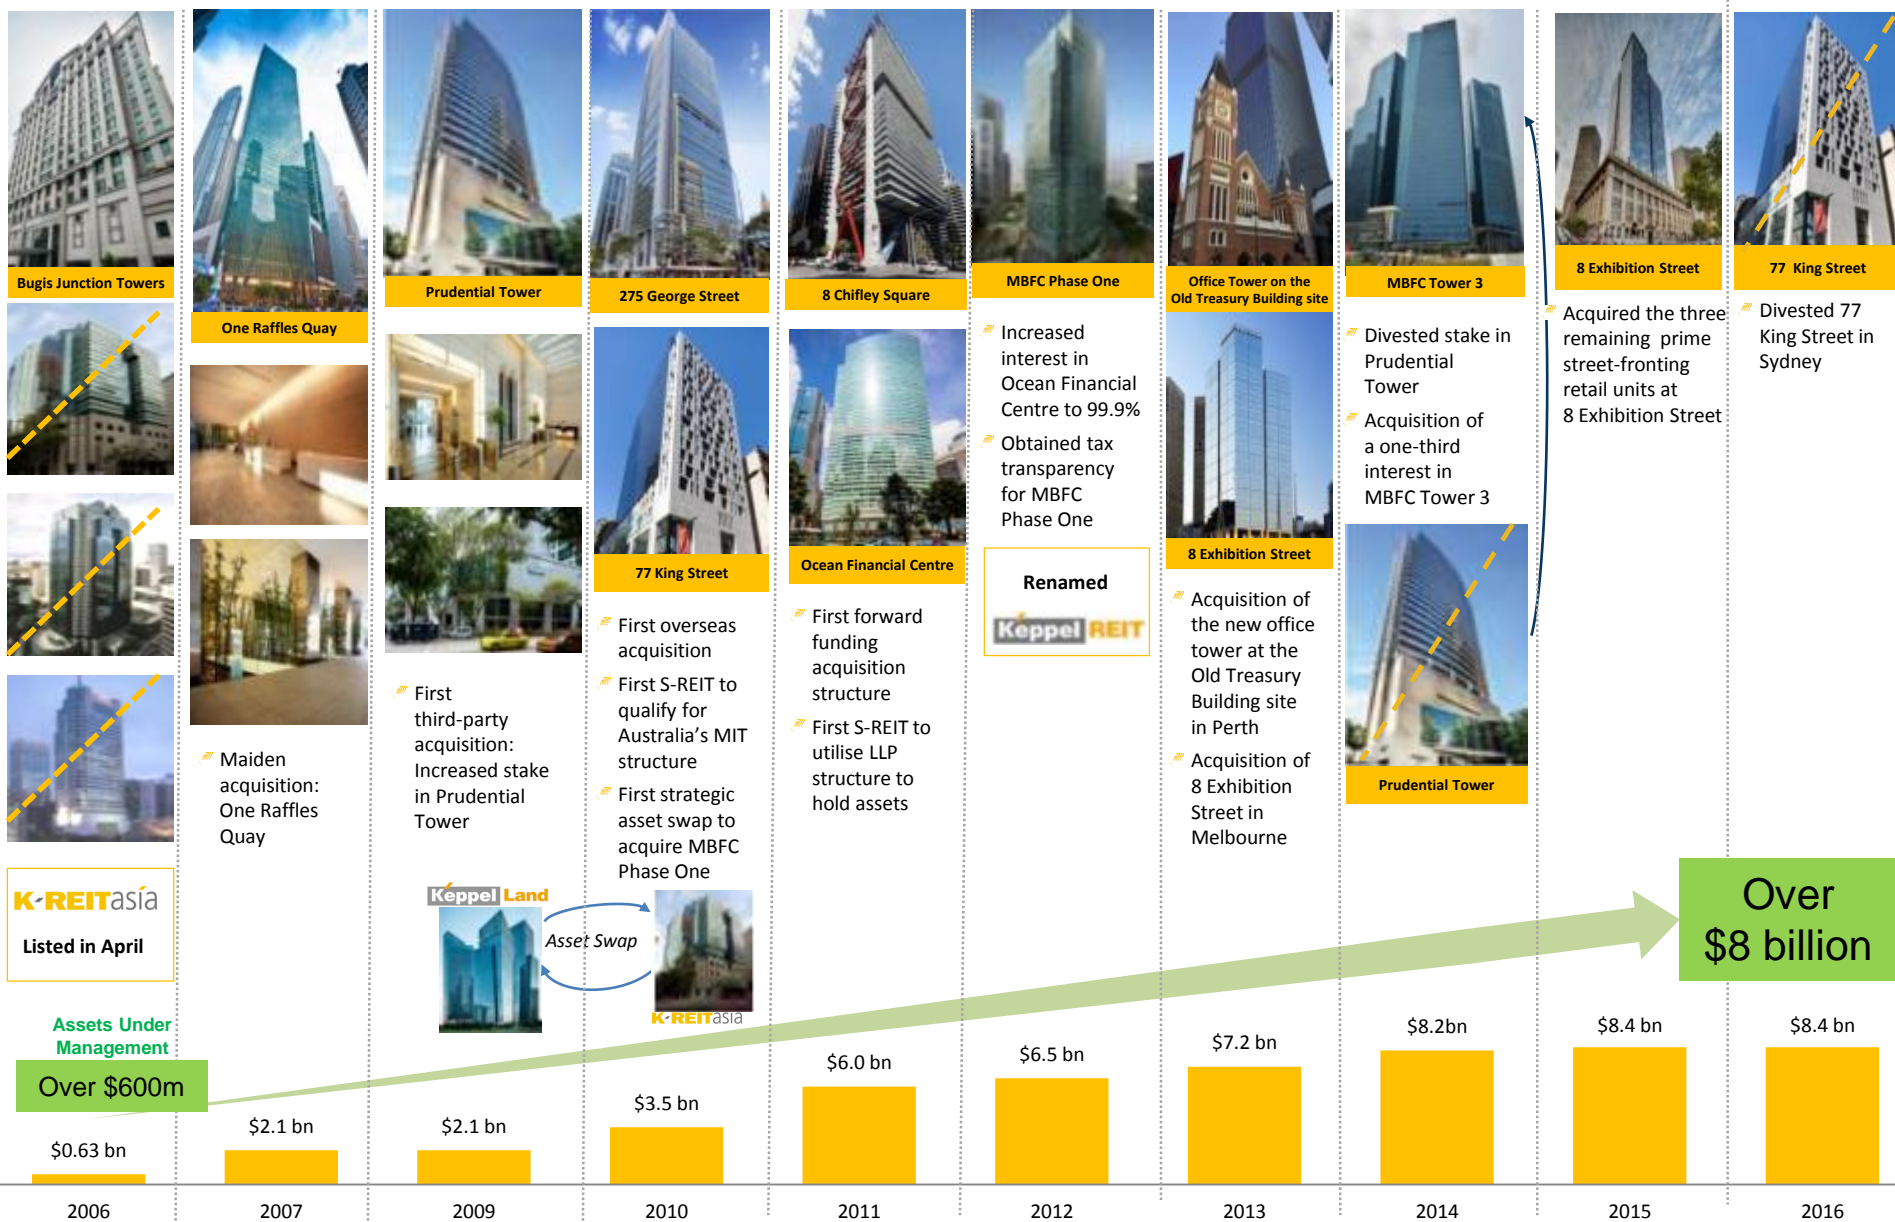 Bugis Junction Towers
K-REITasia
Listed in April
Assets Under
Management
Over $600m
$0.63 bn
2006
One Raffles Quay
Maiden
acquisition:
One Raffles
Quay
$2.1 bn
2007
Prudential Tower
First
third-party
acquisition:
Increased stake
in Prudential
Tower
Keppel Land
Asset Swap
K-REITasia
$2.1 bn
2009
275 George Street
77 King Street
First overseas
acquisition
First S-REIT to
qualify for
Australia's MIT
structure
First strategic
asset swap to
acquire MBFC
Phase One
$3.5 bn
2010
8 Chifley Square
Ocean Financial Centre
First forward
funding
acquisition
structure
First S-REIT to
utilise LLP
structure to
hold assets
$6.0 bn
2011
MBFC Phase One
Increased
interest in
Ocean Financial
Centre to 99.9%
Obtained tax
transparency
for MBFC
Phase One
Renamed
Keppel REIT
$6.5 bn
2012
Office Tower on the
Old Treasury Building site
8 Exhibition Street
Acquisition of
the new office
tower at the
Old Treasury
Building site
in Perth
Acquisition of
8 Exhibition
Street in
Melbourne
$7.2 bn
2013
MBFC Tower 3
Divested stake in
Prudential
Tower
Acquisition of
a one-third
interest in
MBFC Tower 3
Prudential Tower
$8.2bn
2014
8 Exhibition Street
Acquired the three
remaining prime
street-fronting
retail units at
8 Exhibition Street
$8.4 bn
2015
77 King Street
Divested 77
King Street in
Sydney
Over
$8 billion
$8.4 bn
2016